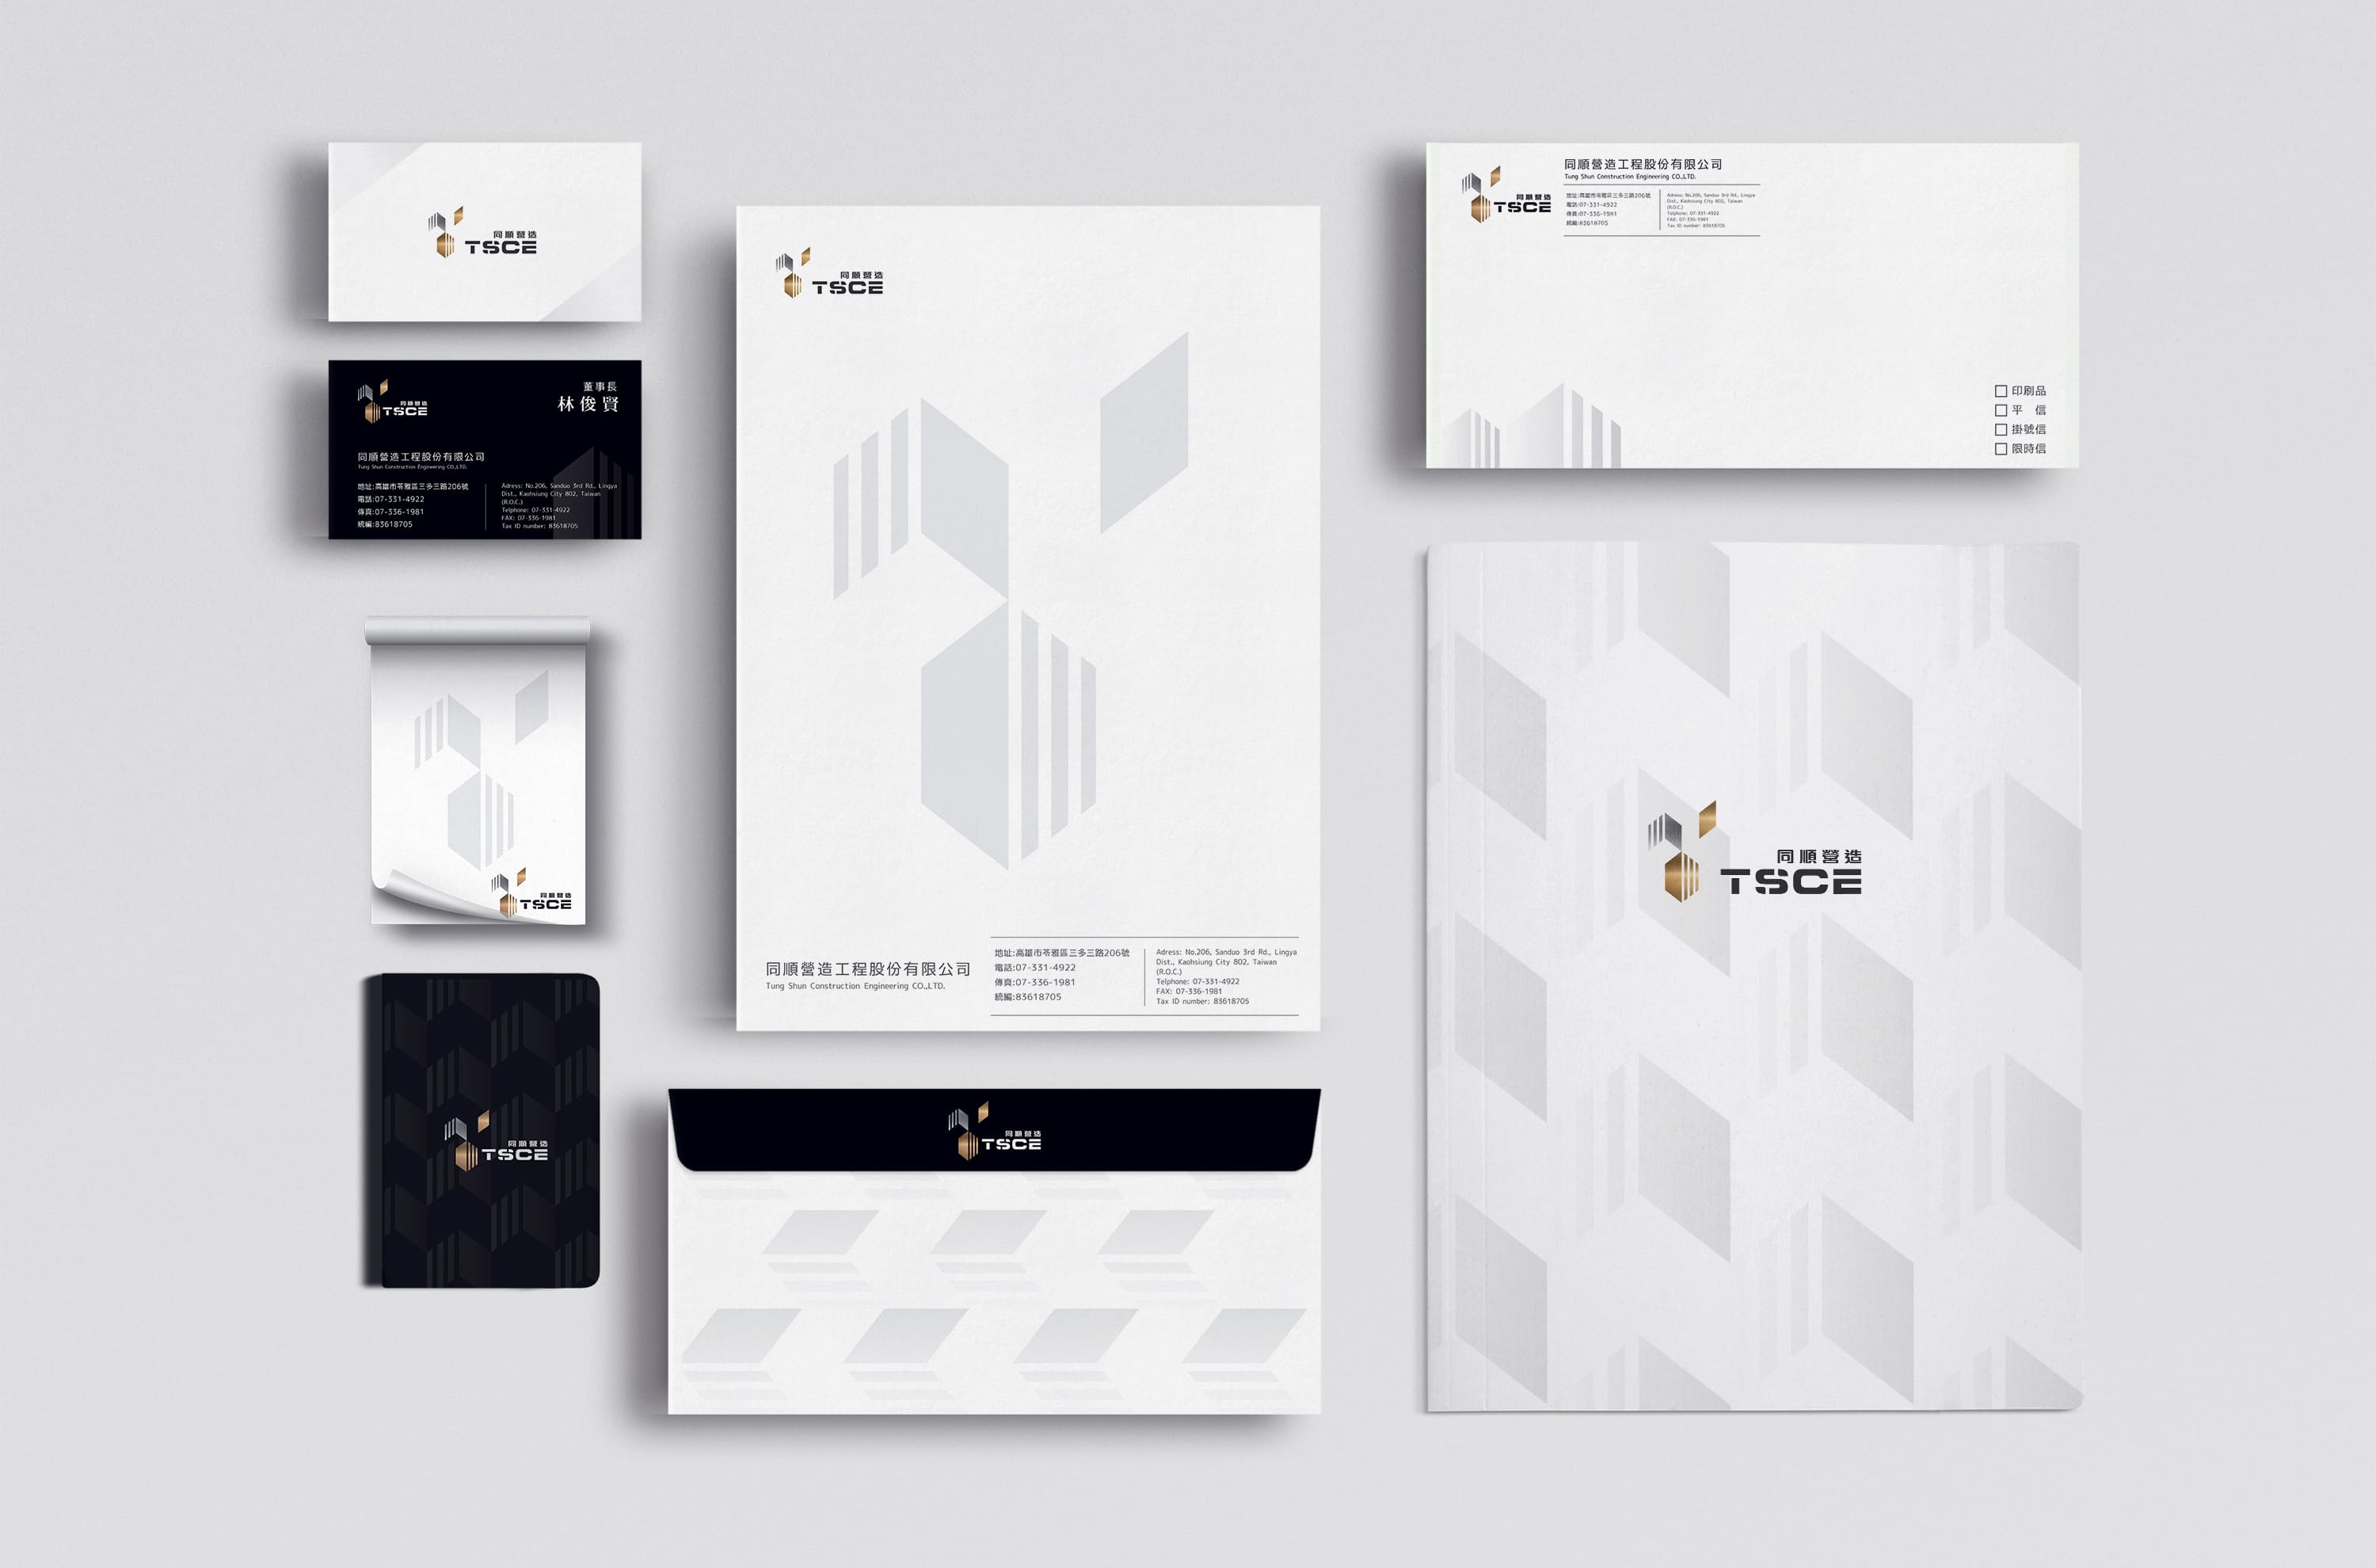 同順營造
TSCE
同順營造
TSCE
董事長
林俊賢
同順營造工程股份有限公司
Tung Shun Construction Engineering CO.,LTD.
地址:高雄市苓雅區三多三路206號
電話:07-331-4922
傳真:07-336-1981
統編:83618705
Adress: No.206, Sanduo 3rd Rd., Lingya
Dist., Kaohsiung City 802, Taiwan
(R.O.C.)
Telphone: 07-331-4922
FAX: 07-336-1981
Tax ID number: 83618705
同順營造
TSCE
同順營造
TSCE
同順營造
TSCE
同順營造工程股份有限公司
Tung Shun Construction Engineering CO.,LTD.
地址:高雄市苓雅區三多三路206號
電話:07-331-4922
傳真:07-336-1981
統編:83618705
Adress: No.206, Sanduo 3rd Rd., Lingya
Dist., Kaohsiung City 802, Taiwan
(R.O.C.)
Telphone: 07-331-4922
FAX: 07-336-1981
Tax ID number: 83618705
同順營造
TSCE
同順營造
TSCE
同順營造工程股份有限公司
Tung Shun Construction Engineering CO.,LTD.
地址:高雄市苓雅區三多三路206號
電話:07-331-4922
傳真:07-336-1981
統編:83618705
Adress: No.206, Sanduo 3rd Rd., Lingya
Dist., Kaohsiung City 802, Taiwan
(R.O.C.)
Telphone: 07-331-4922
FAX: 07-336-1981
Tax ID number: 83618705
印刷品
平 信
掛號信
限時信
同順營造
TSCE